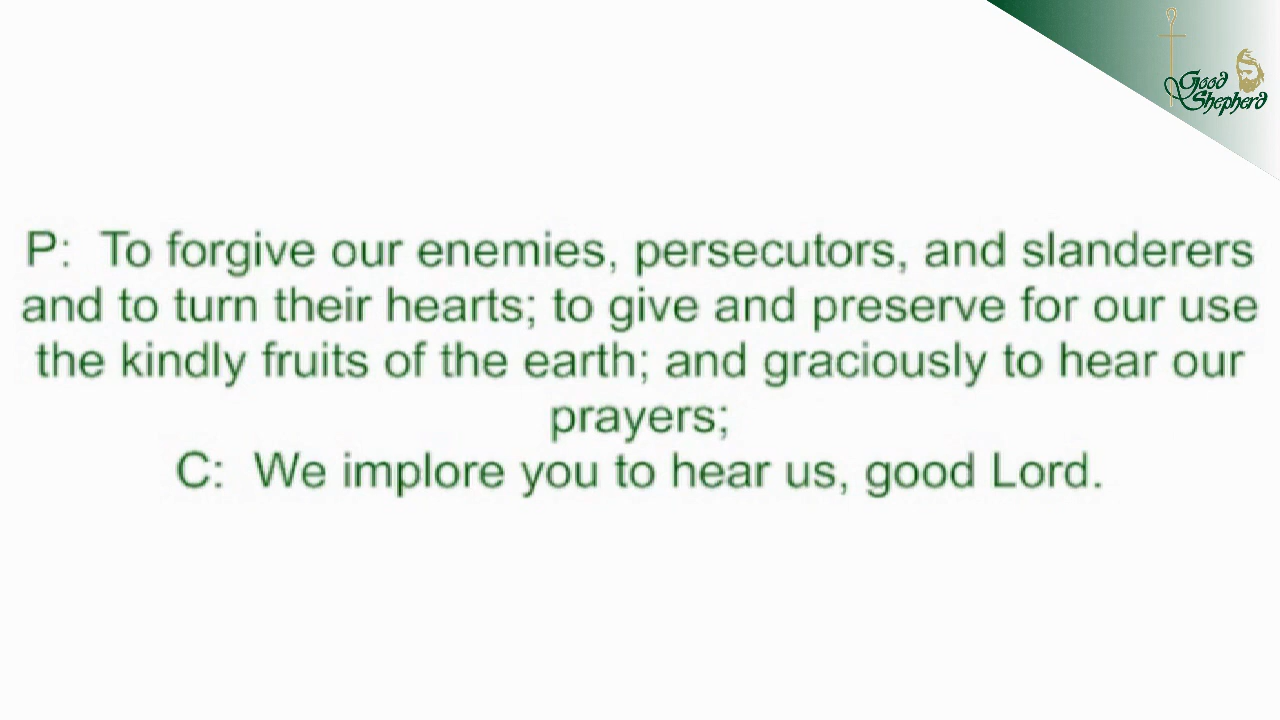 Good
Shepherd
P: To forgive our enemies, persecutors, and slanderers
and to turn their hearts; to give and preserve for our use
the kindly fruits of the earth; and graciously to hear our
prayers;
C: We implore you to hear us, good Lord.